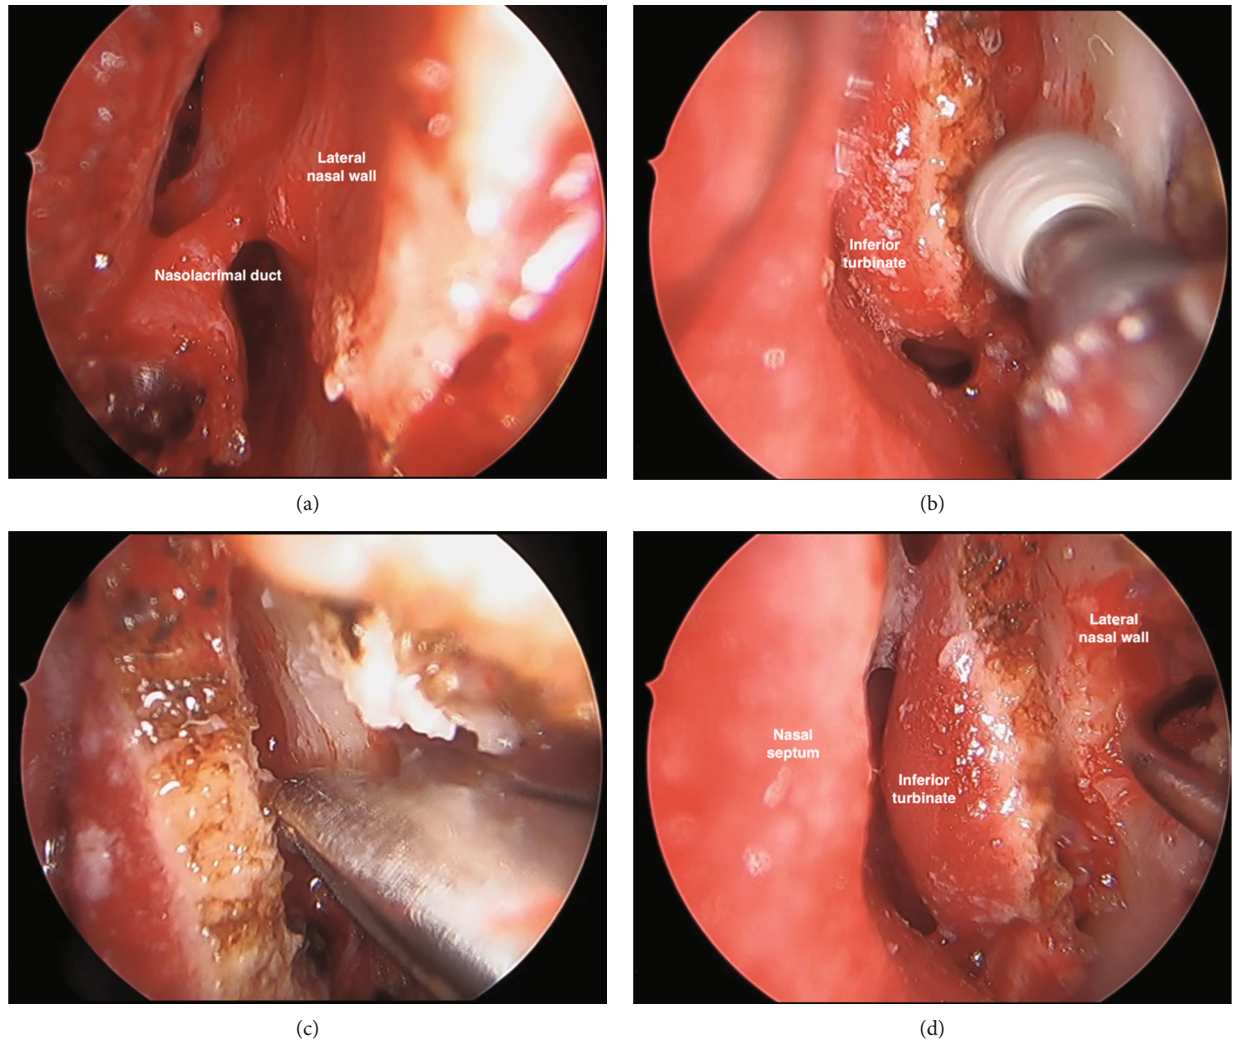 Lateral
nasal wall
Nasolacrimal duct
(a)
Inferior
turbinate
(b)
(c)
Lateral
nasal wall
Nasal
septum
Inferior
turbinate
(d)